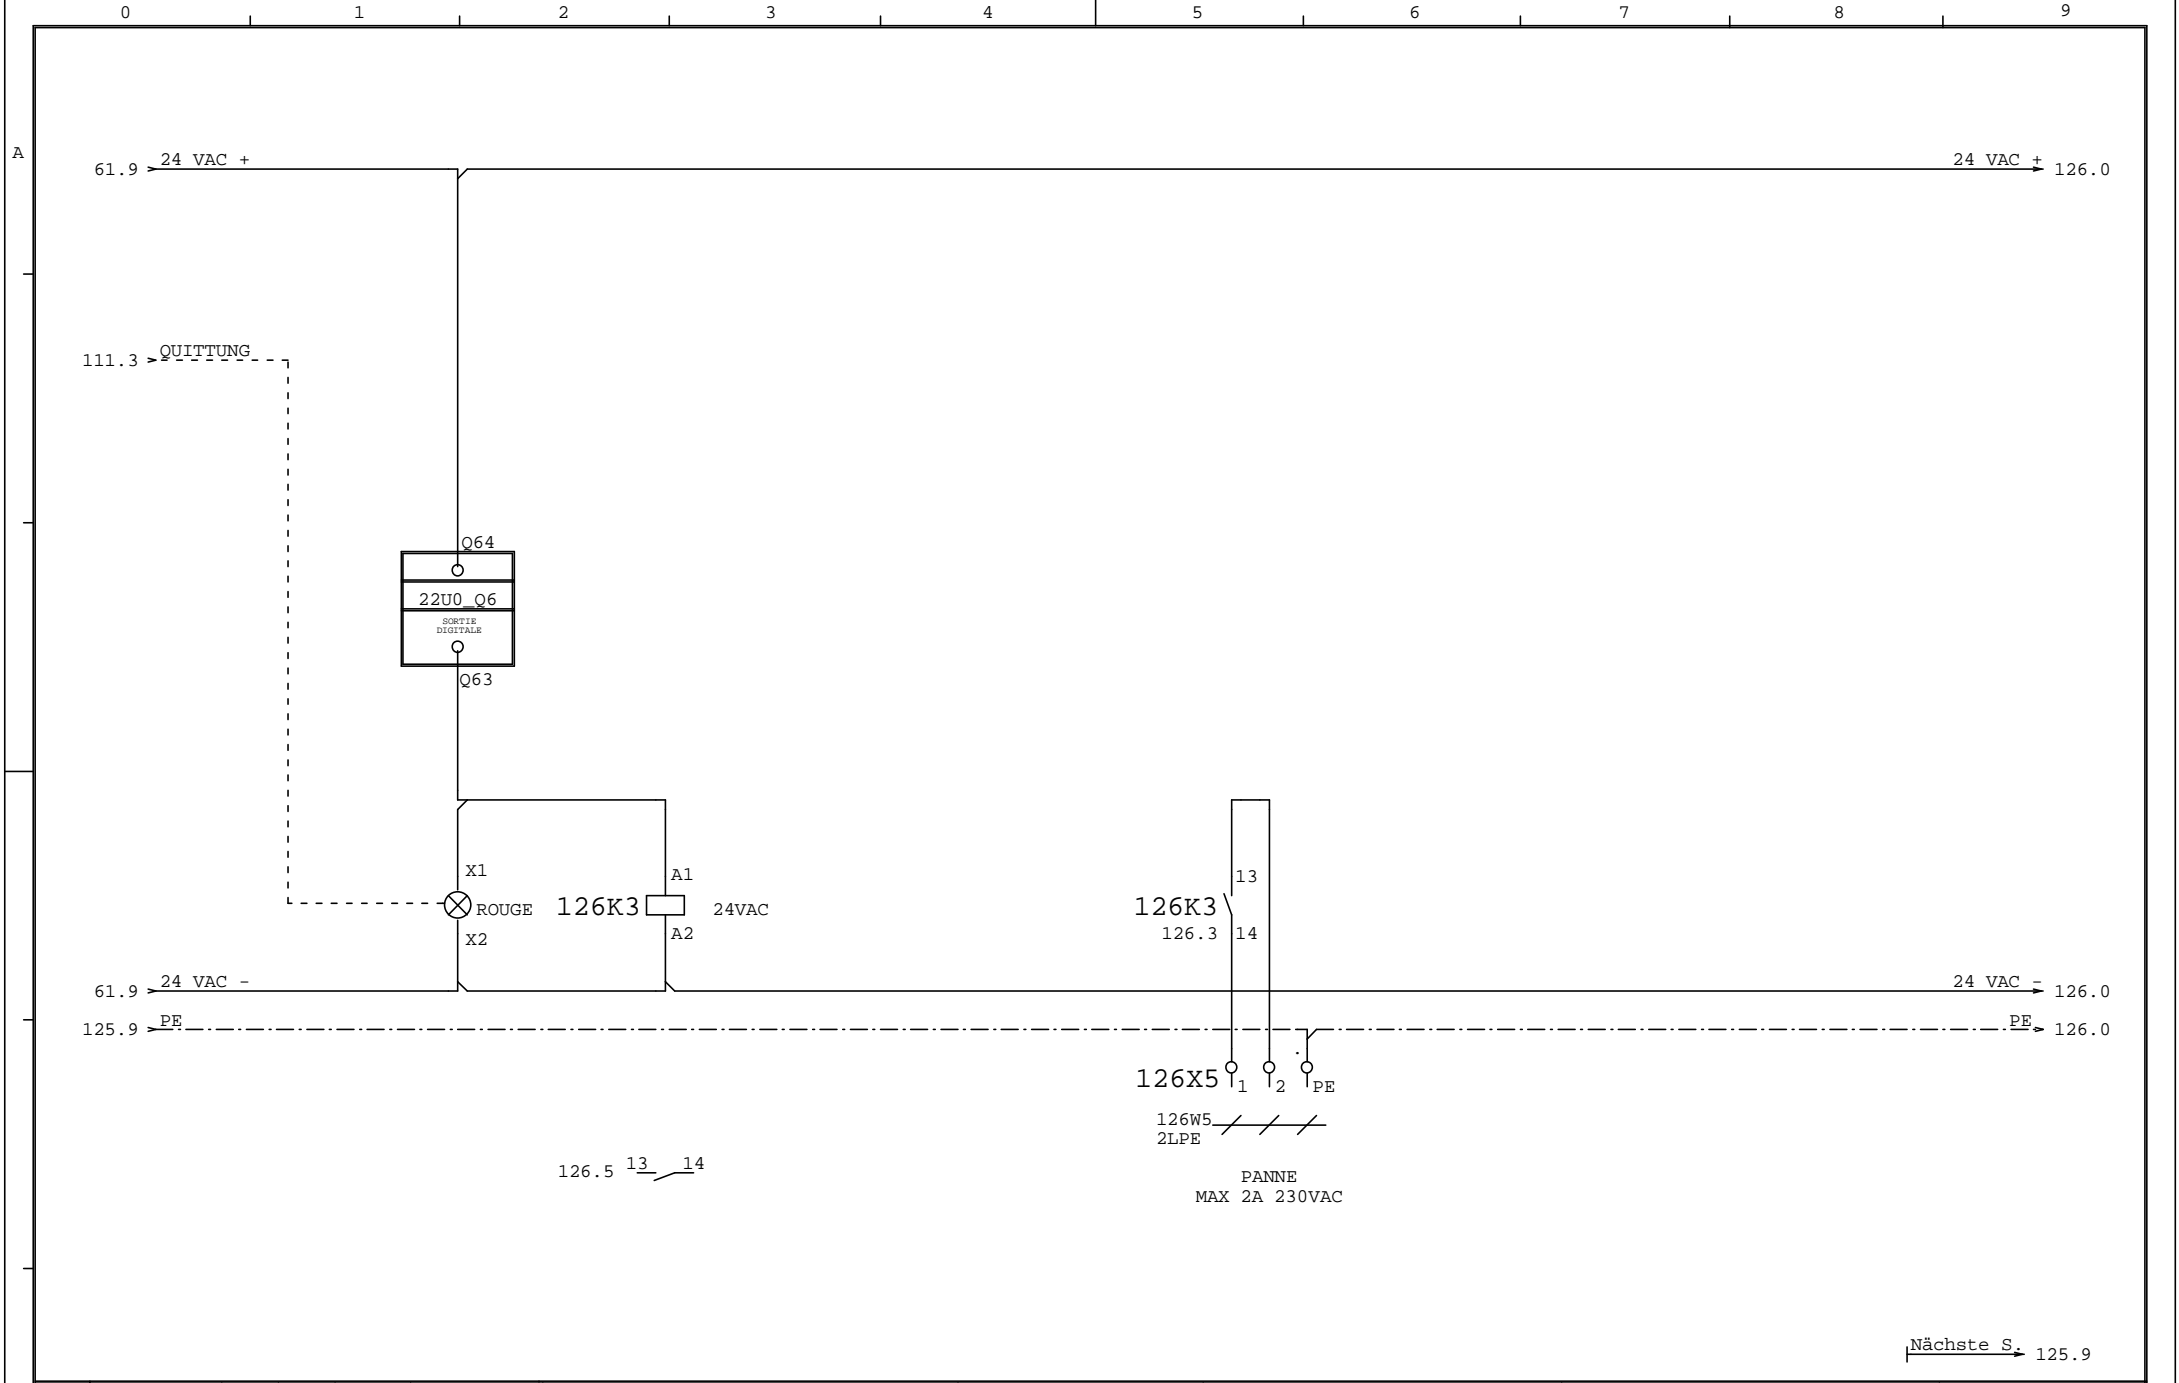 0 1 2 3 4 5 6 7 8 9
A
24 VAC + 24 VAC +
61.9 126.0
QUITTUNG
111.3
Q64
22U0_Q6
SORTIE
DIGITALE
Q63
X1
A1 13
ROUGE 126K3 24VAC 126K3
X2 A2 126.3 14
24 VAC - 24 VAC -
61.9 126.0
PE PE
125.9 126.0
126X5 1 2 PE
126W5
2LPE
126.5 13 14
PANNE
MAX 2A 230VAC
Nächste S. 125.9